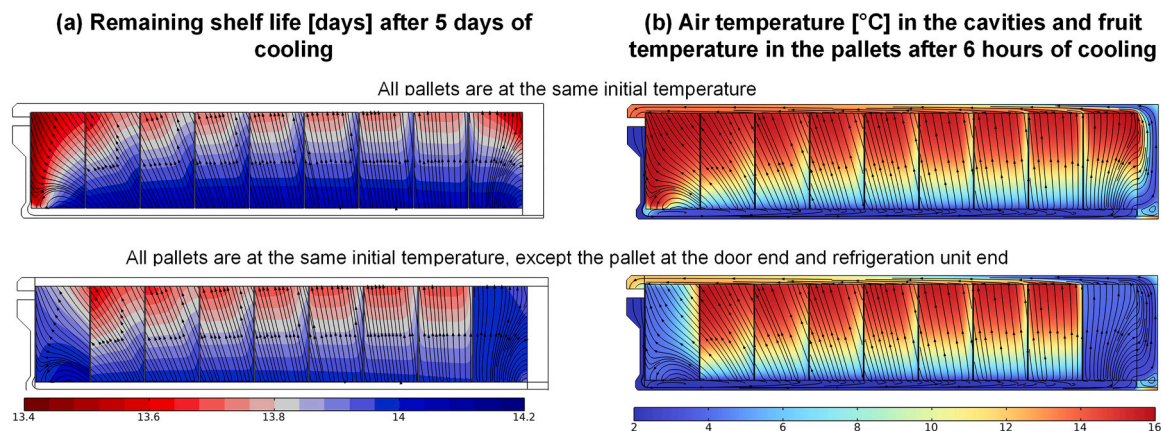 (a) Remaining shelf life [days] after 5 days of
cooling
(b) Air temperature [°C] in the cavities and fruit
temperature in the pallets after 6 hours of cooling
All pallets are at the same initial temperature
All pallets are at the same initial temperature, except the pallet at the door end and refrigeration unit end
13.4 13.6 13.8 14 14.2
2 4 6 8 10 12 14 16